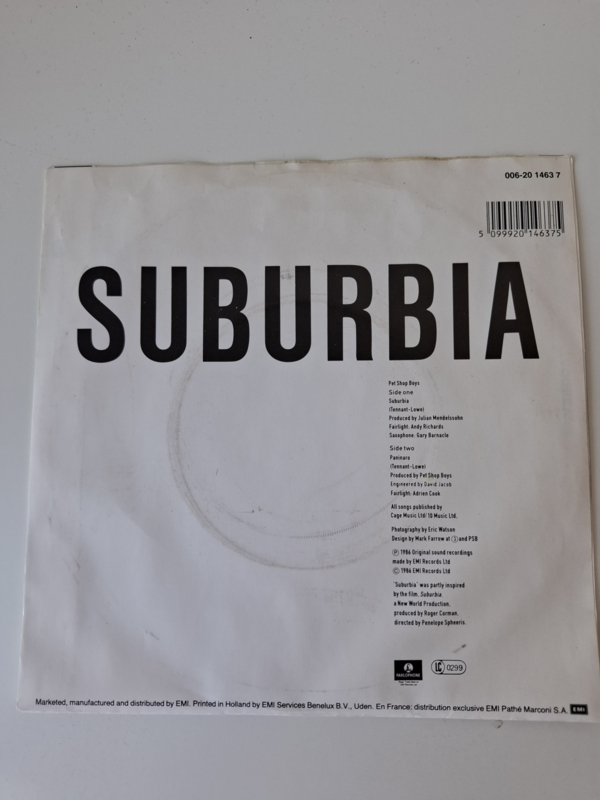 006-20 1463 7
5 099920 146375
SUBURBIA
Pet Shop Boys
Side one
Suburbia
(Tennant-Lowe)
Produced by Julian Mendelssohn
Fairlight: Andy Richards
Saxophone: Gary Barnacle
Side two
Paninaro
(Tennant-Lowe)
Produced by Pet Shop Boys
Engineered by David Jacob
Fairlight: Adrien Cook
All songs published by
Cage Music Ltd/10 Music Ltd.
Photography by Eric Watson
Design by Mark Farrow at ③ and PSB
℗ 1986 Original sound recordings
made by EMI Records Ltd
© 1986 EMI Records Ltd
'Suburbia' was partly inspired
by the film, Suburbia
a New World Production,
produced by Roger Corman,
directed by Penelope Spheeris.
PARLOPHONE
LC 0299
Marketed, manufactured and distributed by EMI. Printed in Holland by EMI Services Benelux B.V., Uden. En France: distribution exclusive EMI Pathé Marconi S.A. EMI